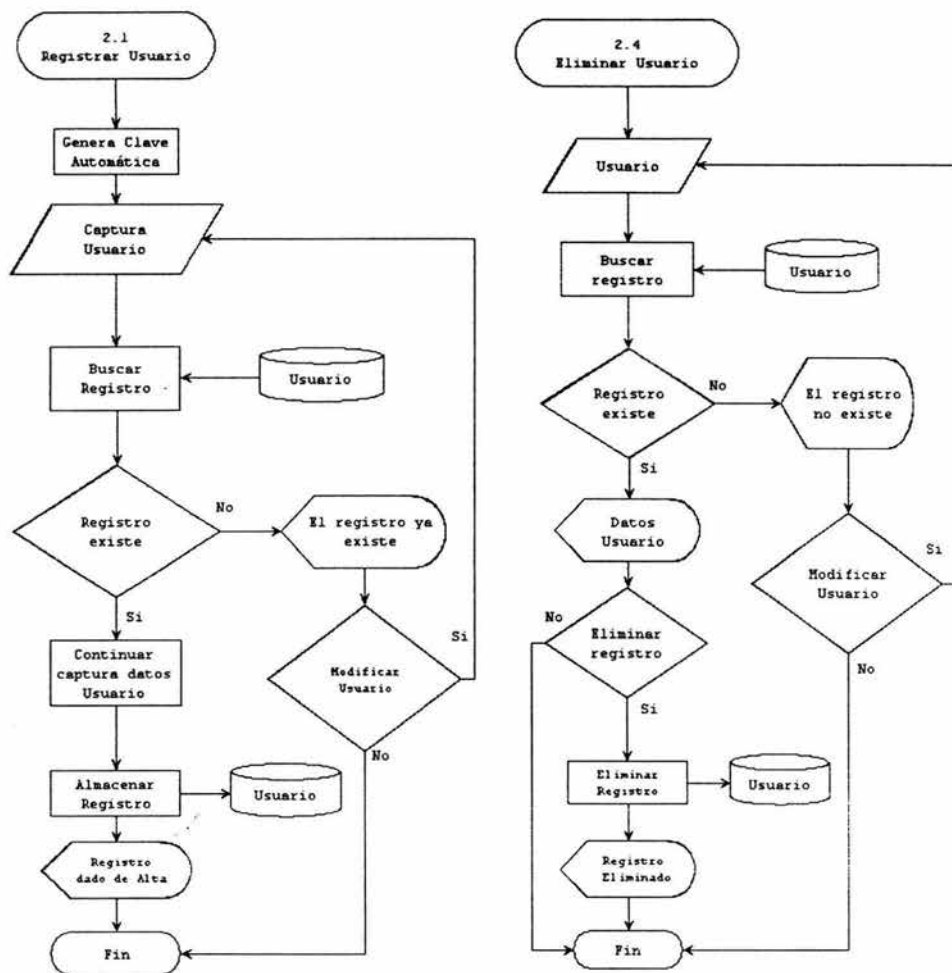 2.1
Registrar Usuario
Genera Clave
Automática
Captura
Usuario
Buscar
Registro
Usuario
Registro
existe
No
El registro ya
existe
Si
Continuar
captura datos
Usuario
Modificar
Usuario
Si
No
Almacenar
Registro
Usuario
Registro
dado de Alta
Fin
2.4
Eliminar Usuario
Usuario
Buscar
registro
Usuario
Registro
existe
No
El registro
no existe
Si
Datos
Usuario
Modificar
Usuario
Si
No
Eliminar
registro
No
Si
Eliminar
Registro
Usuario
Registro
Eliminado
Fin